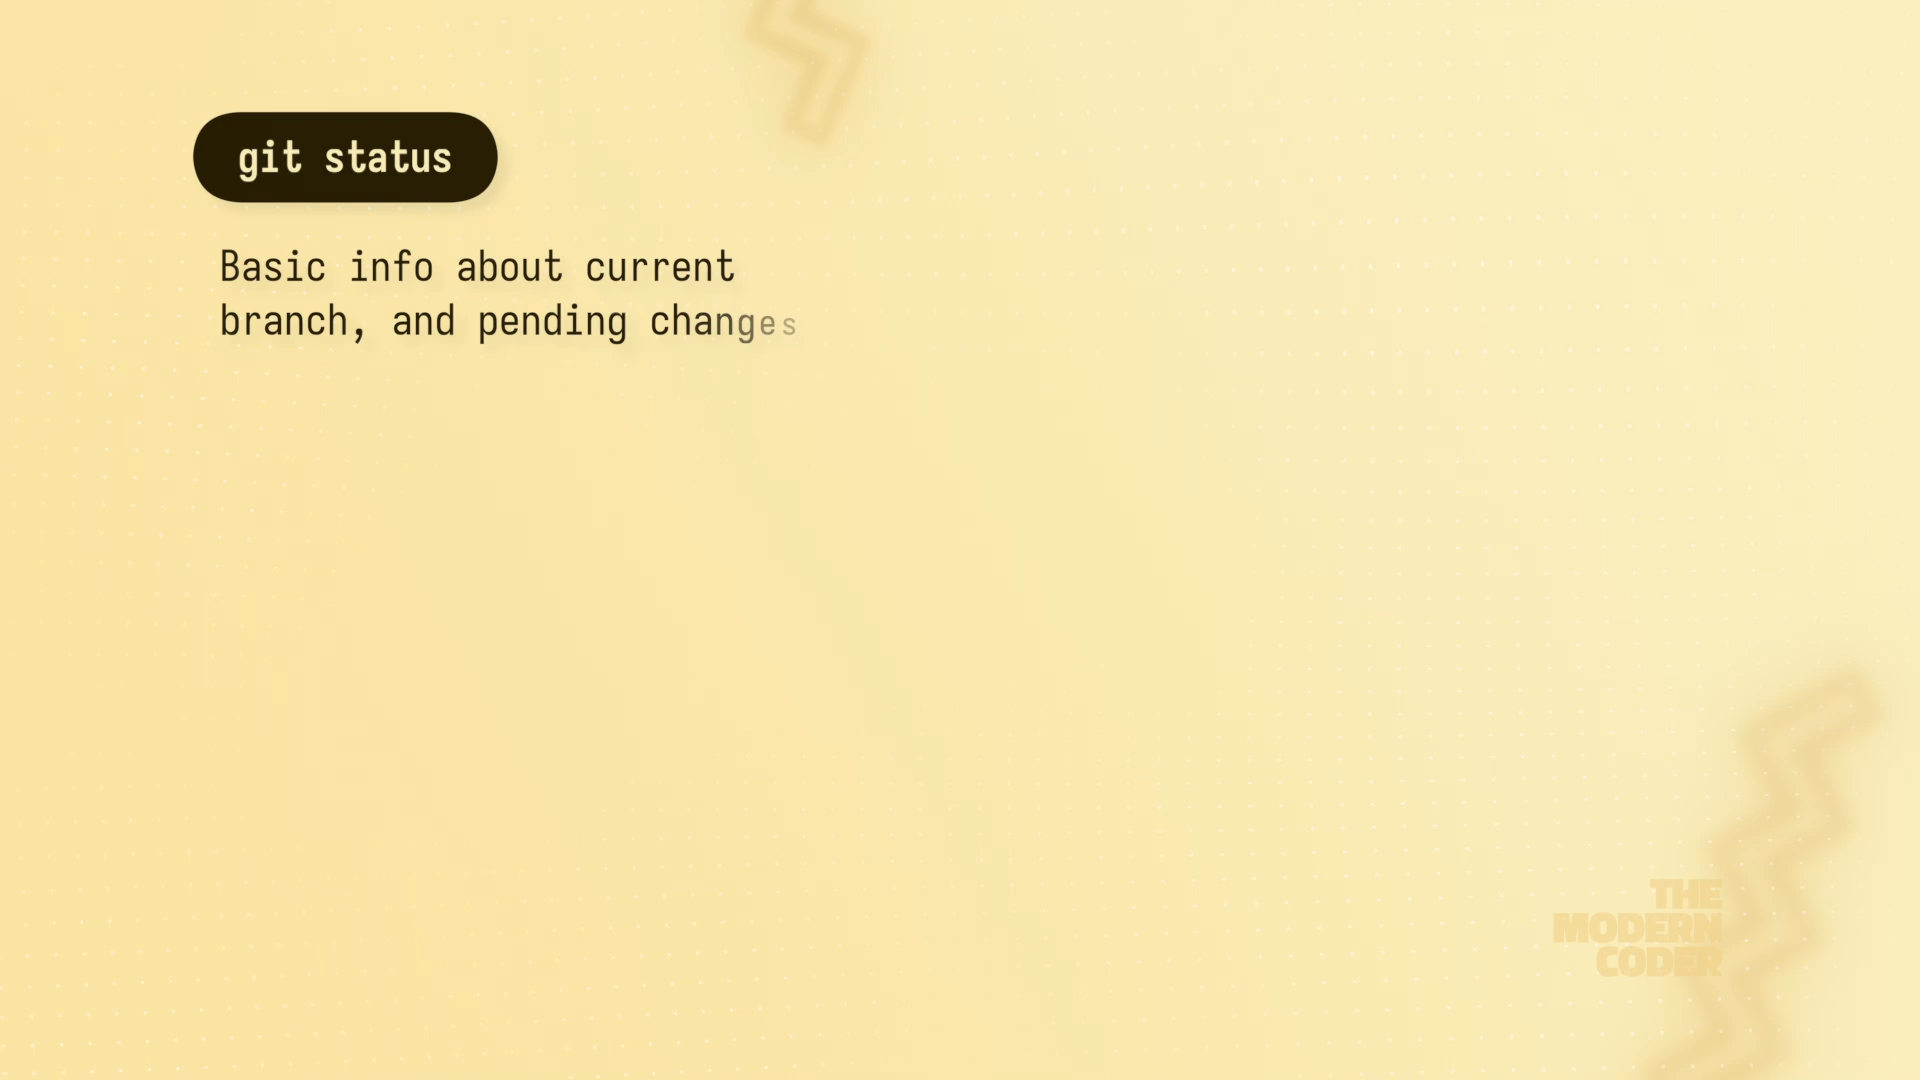 git status
Basic info about current
branch, and pending changes
THE
MODERN
CODER